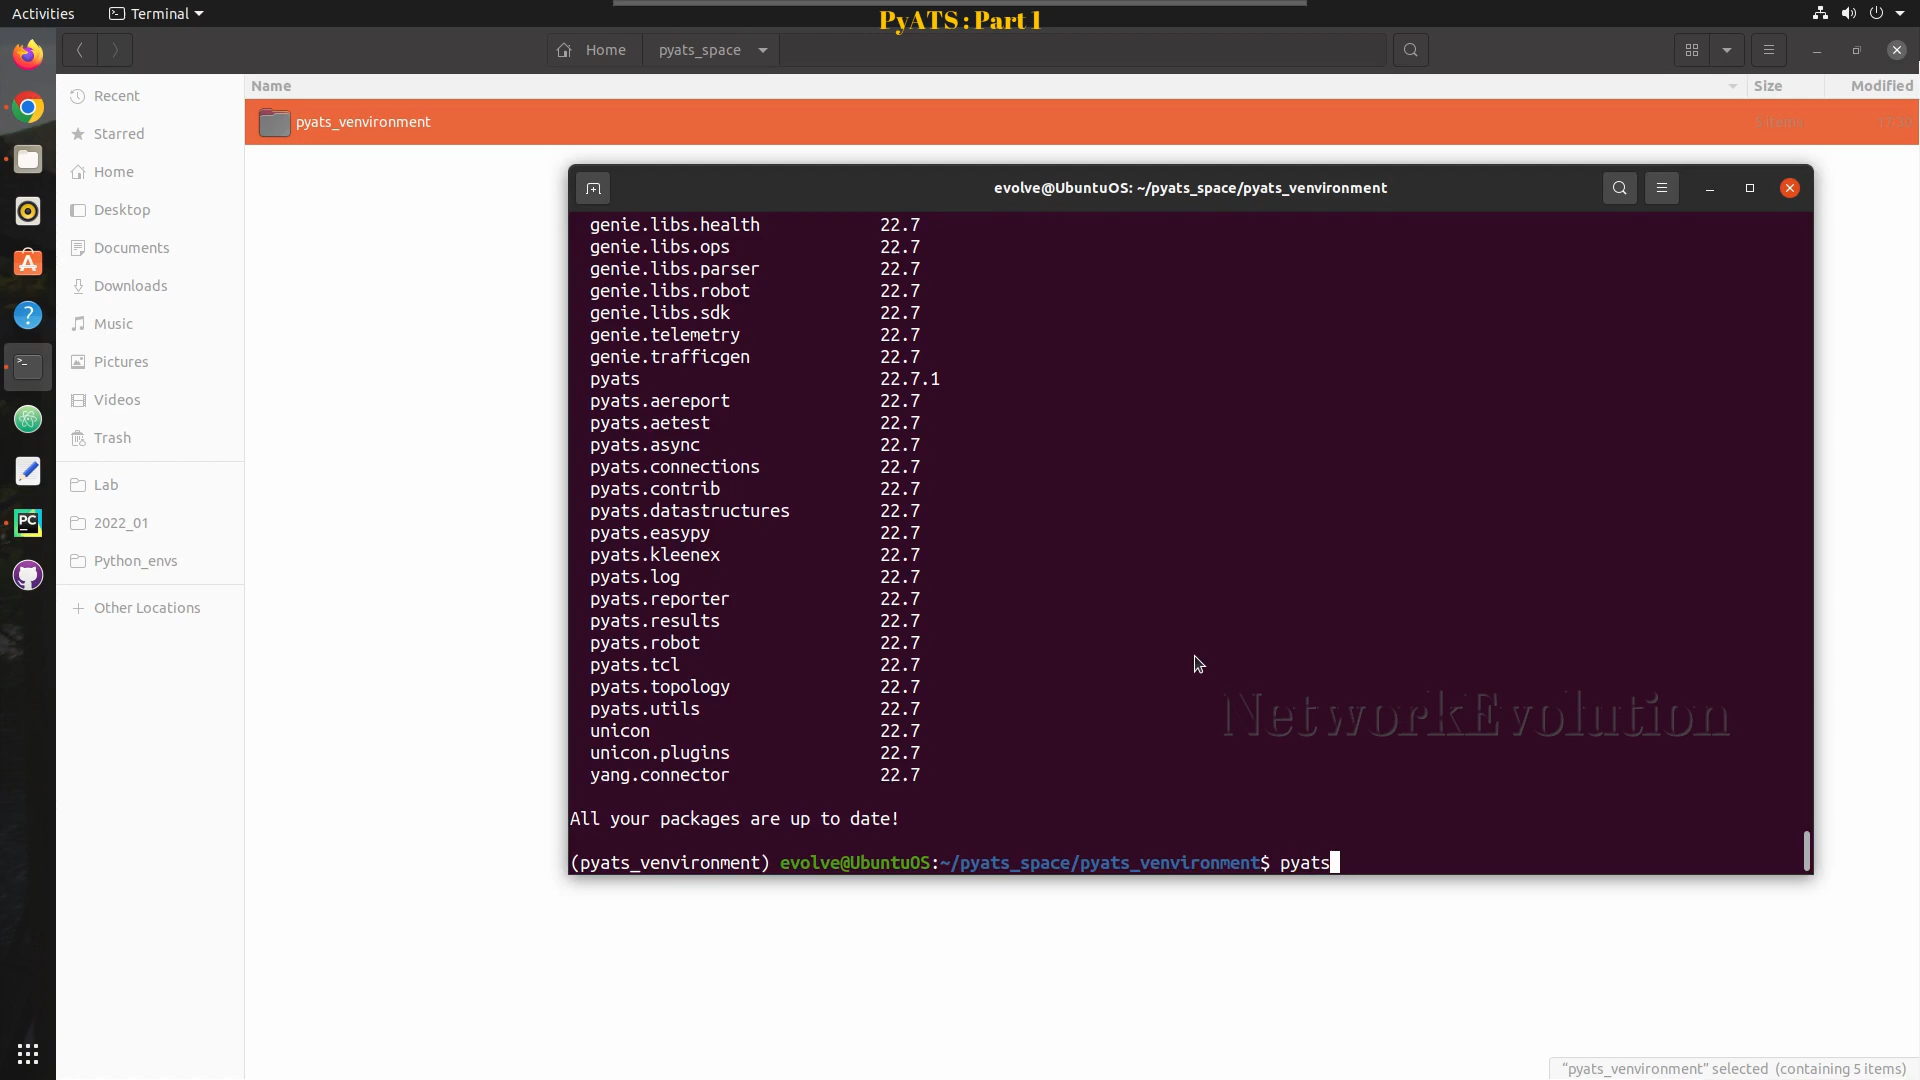 Activities
Terminal
PyATS : Part 1
Home
pyats_space
Name
Size
Modified
pyats_venvironment
5 items
Recent
Starred
Home
Desktop
Documents
Downloads
Music
Pictures
Videos
Trash
Lab
2022_01
Python_envs
Other Locations
evolve@UbuntuOS: ~/pyats_space/pyats_venvironment
genie.libs.health 22.7
genie.libs.ops 22.7
genie.libs.parser 22.7
genie.libs.robot 22.7
genie.libs.sdk 22.7
genie.telemetry 22.7
genie.trafficgen 22.7
pyats 22.7.1
pyats.aereport 22.7
pyats.aetest 22.7
pyats.async 22.7
pyats.connections 22.7
pyats.contrib 22.7
pyats.datastructures 22.7
pyats.easypy 22.7
pyats.kleenex 22.7
pyats.log 22.7
pyats.reporter 22.7
pyats.results 22.7
pyats.robot 22.7
pyats.tcl 22.7
pyats.topology 22.7
pyats.utils 22.7
unicon 22.7
unicon.plugins 22.7
yang.connector 22.7
All your packages are up to date!
(pyats_venvironment) evolve@UbuntuOS:~/pyats_space/pyats_venvironment$ pyats
NetworkEvolution
PC
"pyats_venvironment" selected (containing 5 items)